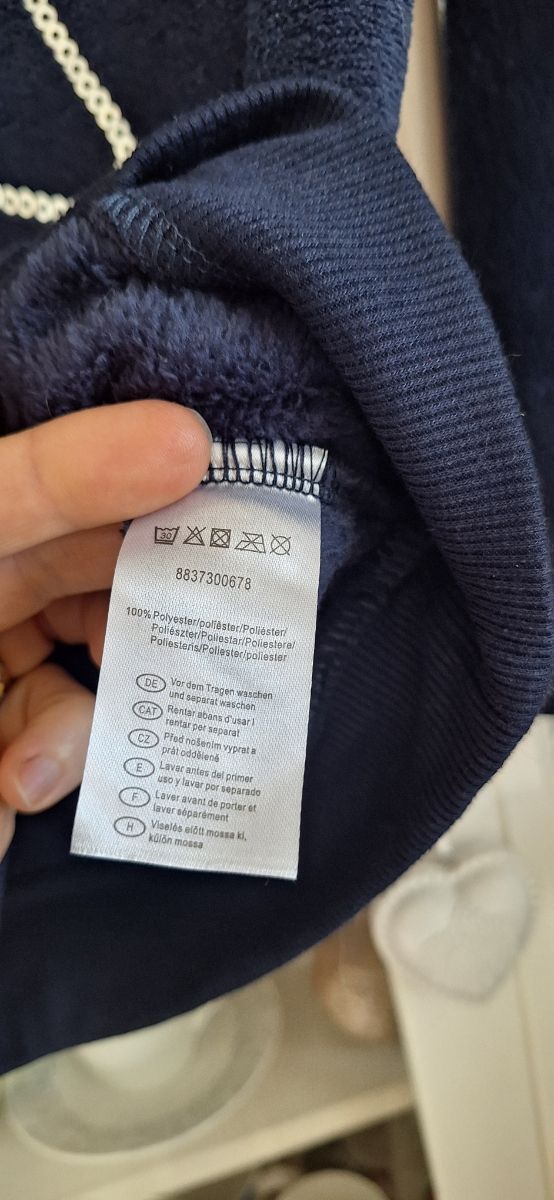 30
8837300678
100% Polyester/poliēster/Poliéster/
Poliészter/Poliestar/Poliestere/
Poliesteris/Poliester/poliester
DE Vor dem Tragen waschen
und separat waschen
CAT Rentar abans d'usar I
rentar per separat
CZ Před nošením vyprat a
prát odděleně
E Lavar antes del primer
uso y lavar por separado
F Laver avant de porter et
laver séparément
H Viselés előtt mossa ki,
külön mossa